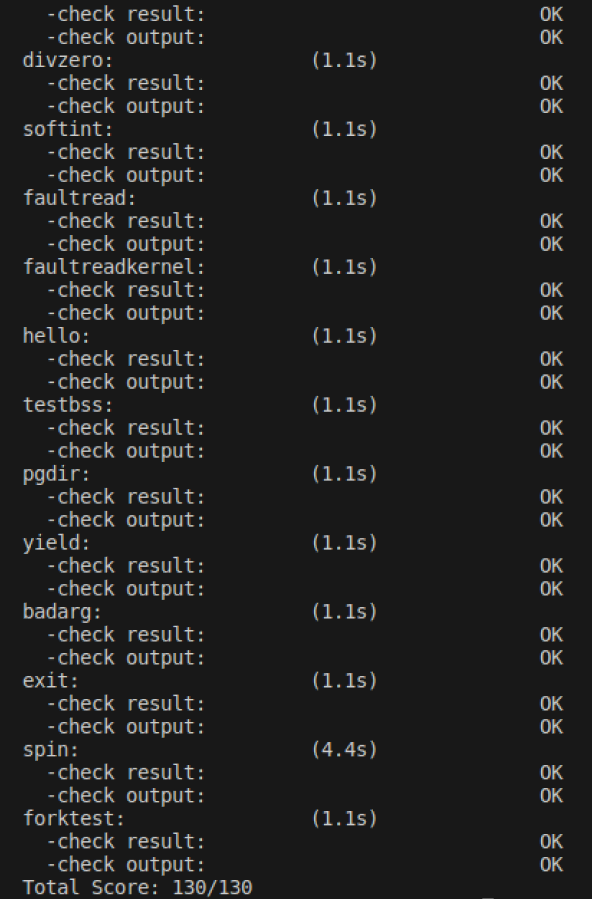 -check result: OK
-check output: OK
divzero: (1.1s)
-check result: OK
-check output: OK
softint: (1.1s)
-check result: OK
-check output: OK
faultread: (1.1s)
-check result: OK
-check output: OK
faultreadkernel: (1.1s)
-check result: OK
-check output: OK
hello: (1.1s)
-check result: OK
-check output: OK
testbss: (1.1s)
-check result: OK
-check output: OK
pgdir: (1.1s)
-check result: OK
-check output: OK
yield: (1.1s)
-check result: OK
-check output: OK
badarg: (1.1s)
-check result: OK
-check output: OK
exit: (1.1s)
-check result: OK
-check output: OK
spin: (4.4s)
-check result: OK
-check output: OK
forktest: (1.1s)
-check result: OK
-check output: OK
Total Score: 130/130